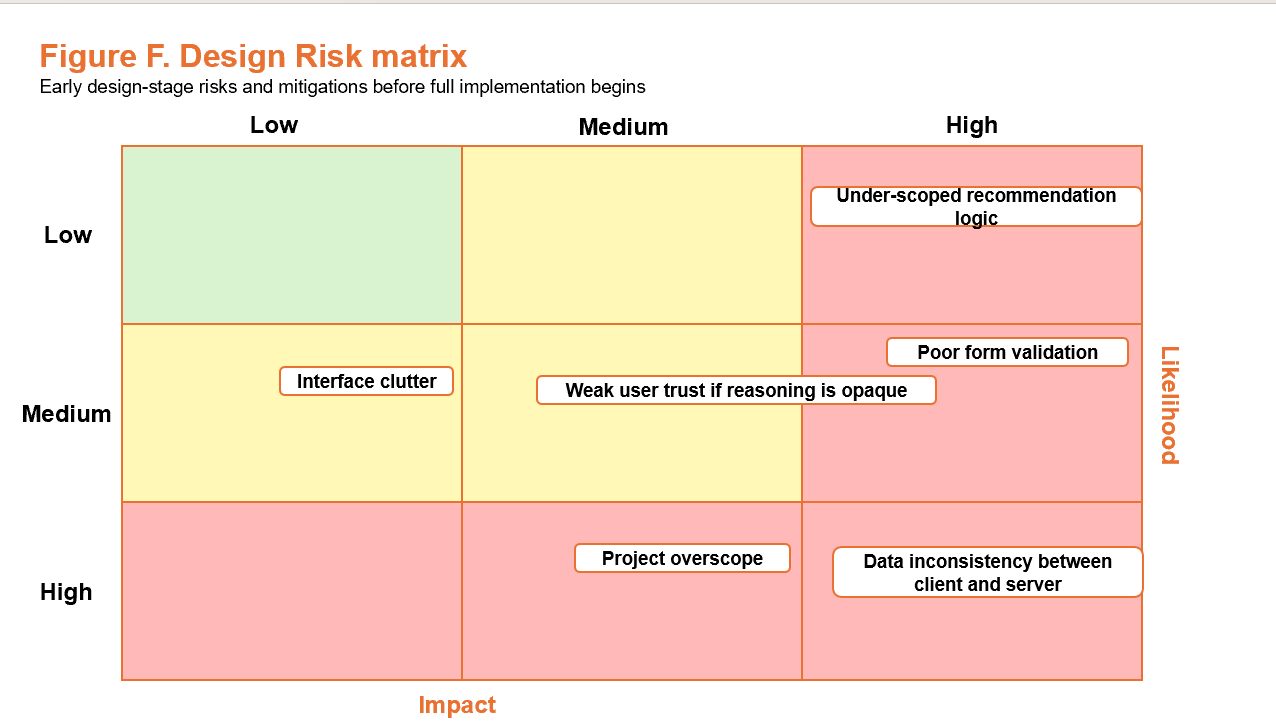 Figure F. Design Risk matrix
Early design-stage risks and mitigations before full implementation begins
Low
Medium
High
Low
Under-scoped recommendation
logic
Medium
Interface clutter
Weak user trust if reasoning is opaque
Poor form validation
Likelihood
High
Project overscope
Data inconsistency between
client and server
Impact